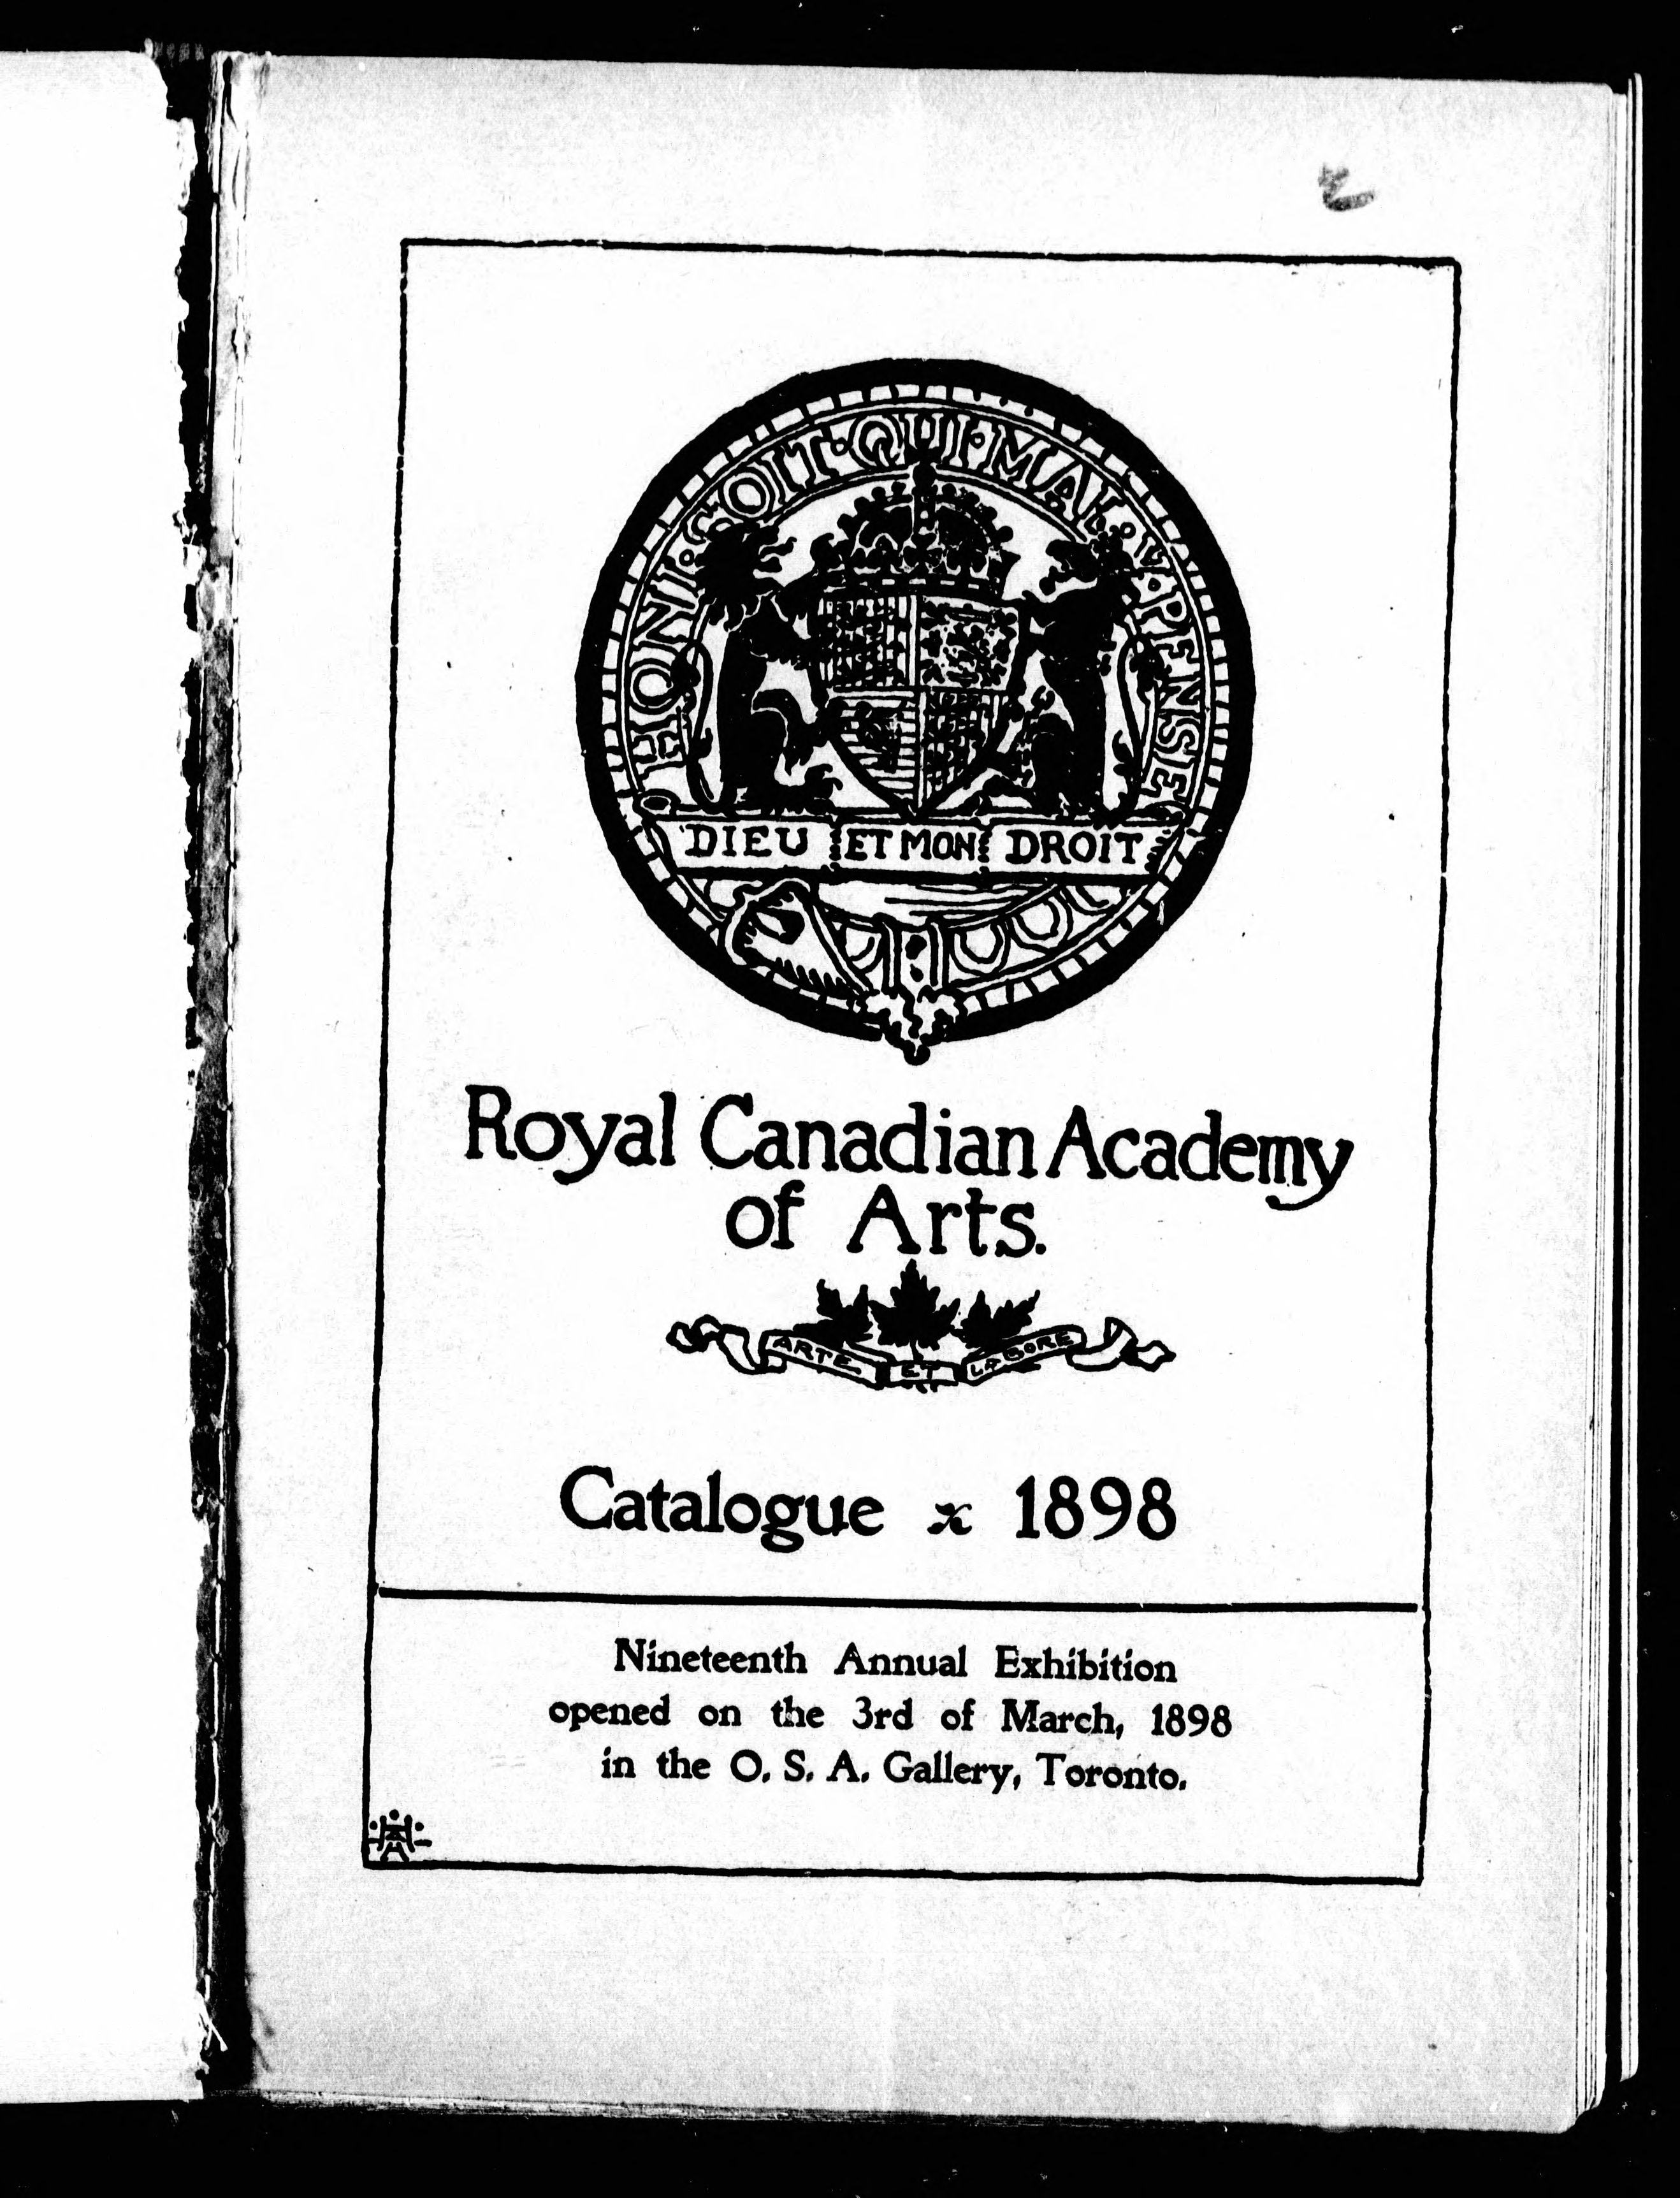 HONI·SOIT·QUI·MAL·Y·PENSE
DIEU ET MON DROIT
Royal Canadian Academy
of Arts.
ARTE ET LABORE
Catalogue x 1898
Nineteenth Annual Exhibition
opened on the 3rd of March, 1898
in the O. S. A. Gallery, Toronto.